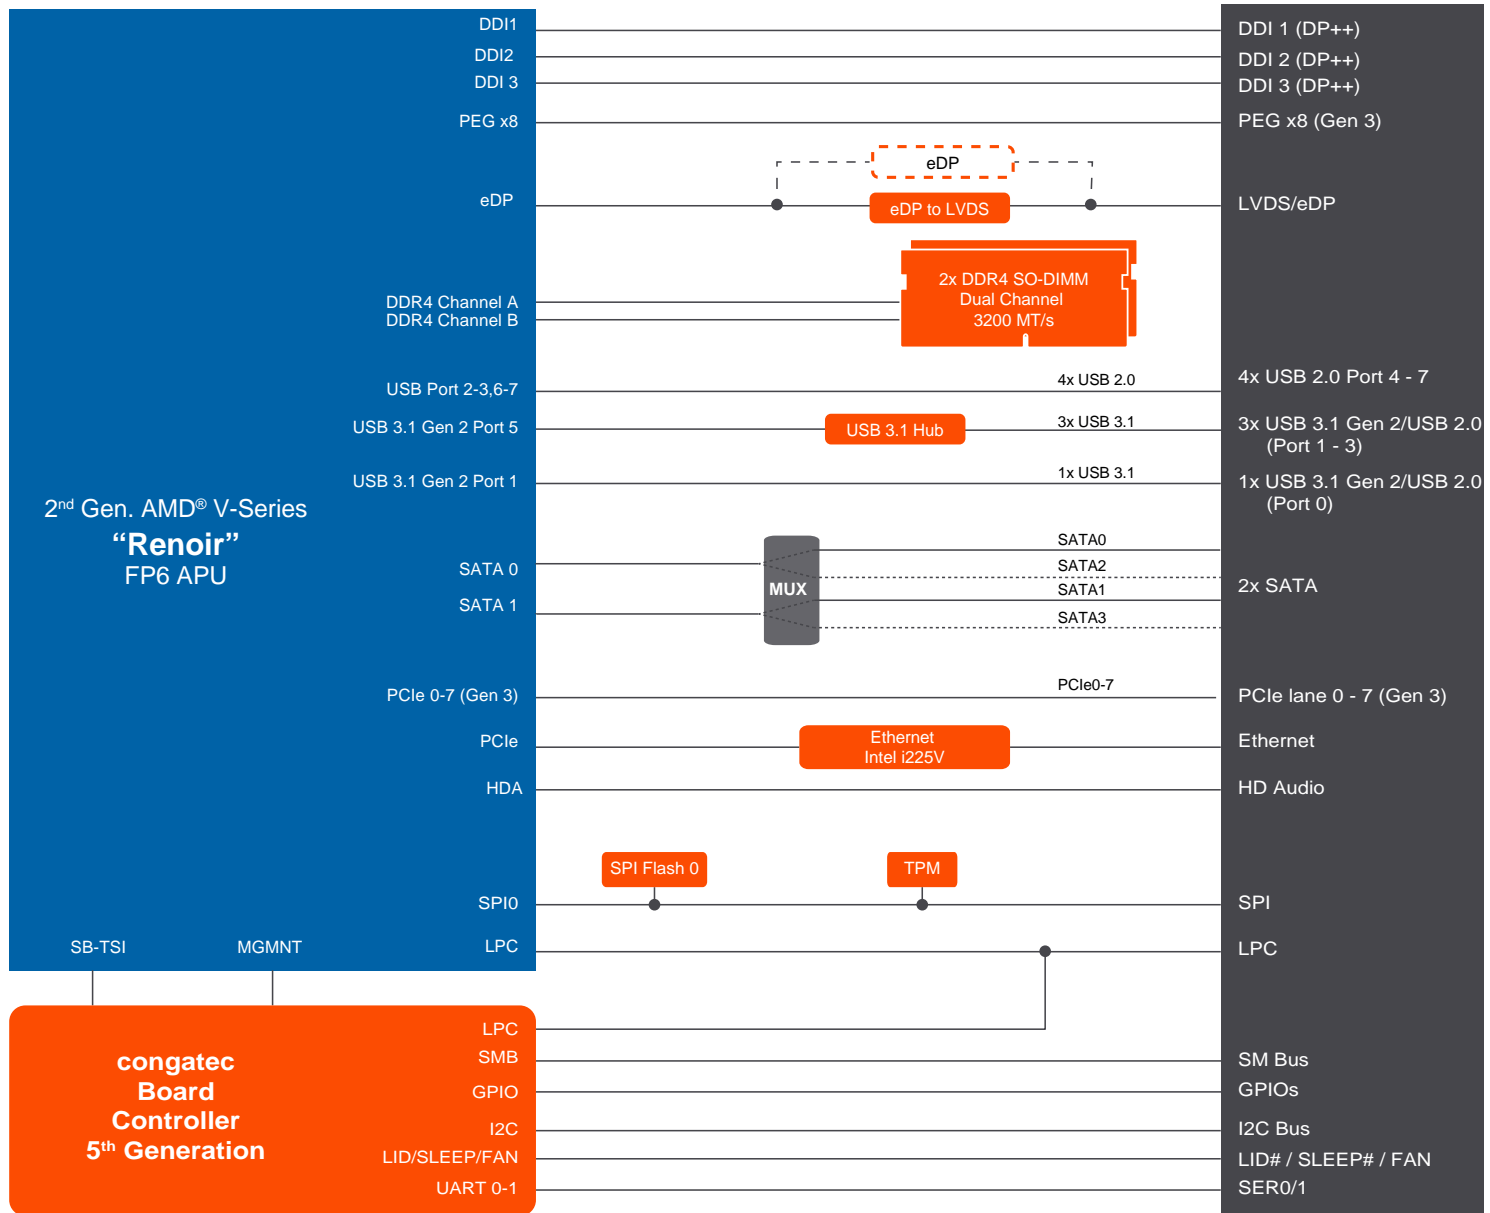 DDI1
DDI 1 (DP++)
DDI2
DDI 2 (DP++)
DDI 3
DDI 3 (DP++)
PEG x8
PEG x8 (Gen 3)
eDP
eDP
eDP to LVDS
LVDS/eDP
2x DDR4 SO-DIMM
Dual Channel
3200 MT/s
DDR4 Channel A
DDR4 Channel B
USB Port 2-3,6-7
4x USB 2.0
4x USB 2.0 Port 4 - 7
USB 3.1 Gen 2 Port 5
USB 3.1 Hub
3x USB 3.1
3x USB 3.1 Gen 2/USB 2.0
(Port 1 - 3)
USB 3.1 Gen 2 Port 1
1x USB 3.1
1x USB 3.1 Gen 2/USB 2.0
(Port 0)
2nd Gen. AMD® V-Series
“Renoir”
FP6 APU
SATA 0
SATA 1
MUX
SATA0
SATA2
SATA1
SATA3
2x SATA
PCIe 0-7 (Gen 3)
PCIe0-7
PCIe lane 0 - 7 (Gen 3)
PCIe
Ethernet
Intel i225V
Ethernet
HDA
HD Audio
SPI Flash 0
TPM
SPI0
SPI
SB-TSI
MGMNT
LPC
LPC
congatec
Board
Controller
5th Generation
LPC
SMB
SM Bus
GPIO
GPIOs
I2C
I2C Bus
LID/SLEEP/FAN
LID# / SLEEP# / FAN
UART 0-1
SER0/1